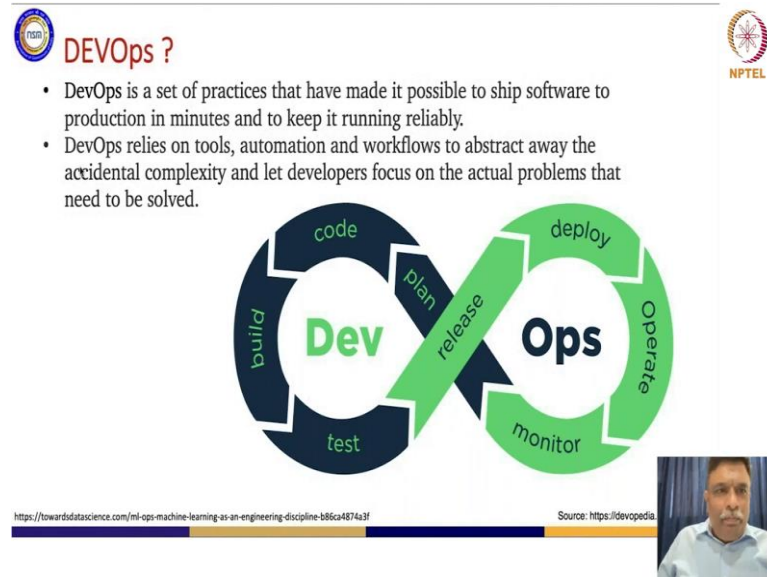 nsm
DEVOps ?
NPTEL
• DevOps is a set of practices that have made it possible to ship software to
production in minutes and to keep it running reliably.
• DevOps relies on tools, automation and workflows to abstract away the
accidental complexity and let developers focus on the actual problems that
need to be solved.
code
plan
build
Dev
test
release
deploy
Ops
Operate
monitor
https://towardsdatascience.com/ml-ops-machine-learning-as-an-engineering-discipline-b86ca4874a3f
Source: https://devopedia.